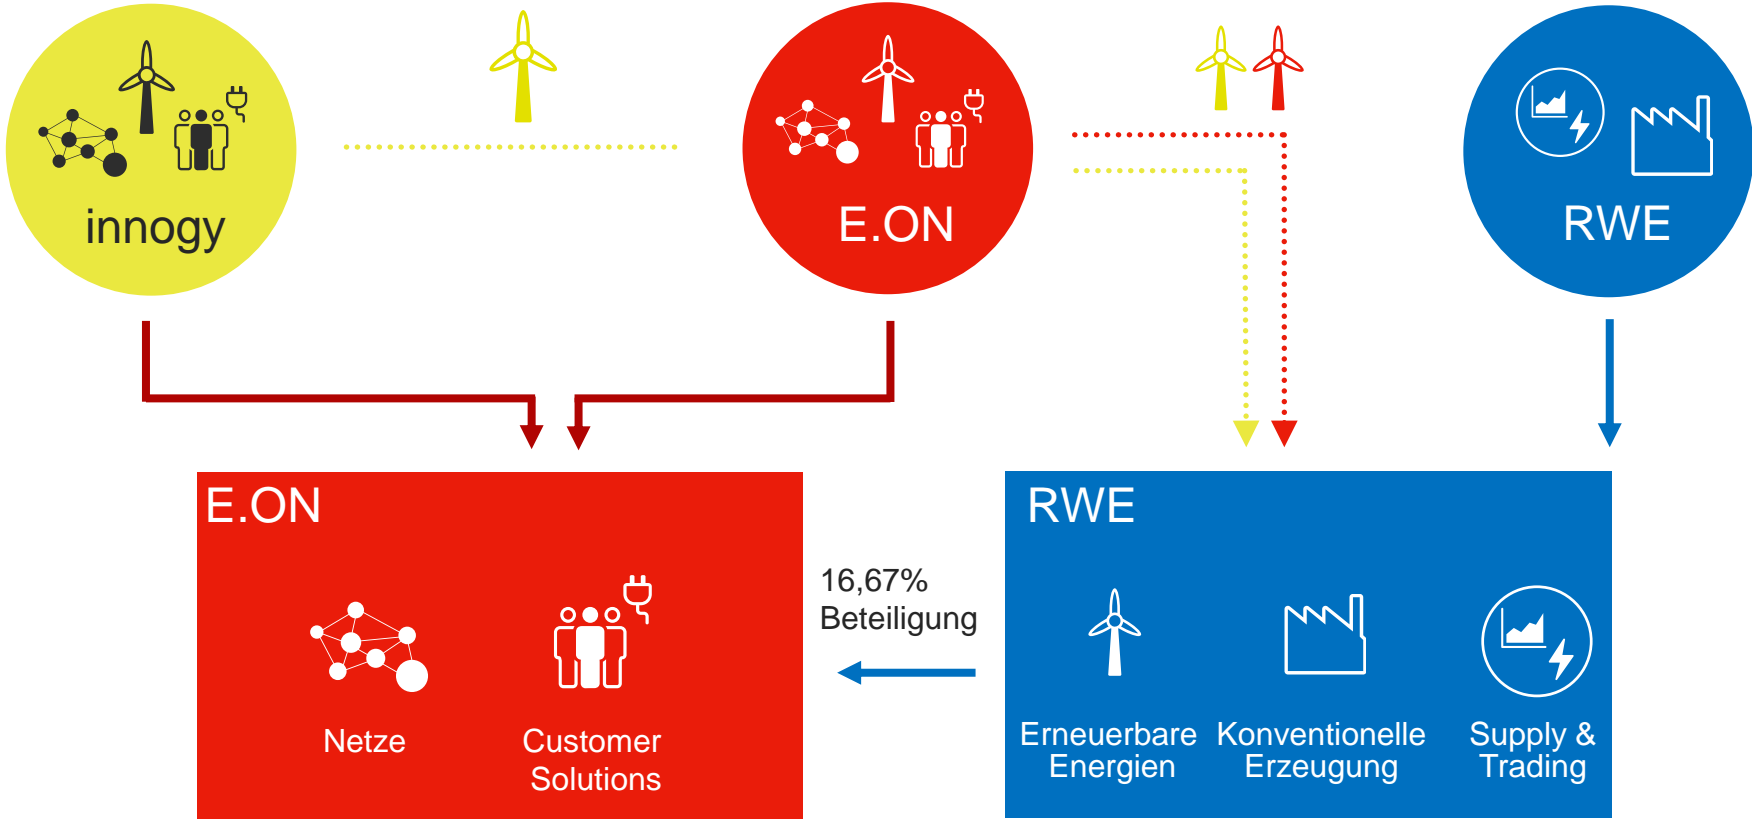 innogy
E.ON
RWE
E.ON
Netze
Customer
Solutions
16,67%
Beteiligung
RWE
Erneuerbare
Energien
Konventionelle
Erzeugung
Supply &
Trading